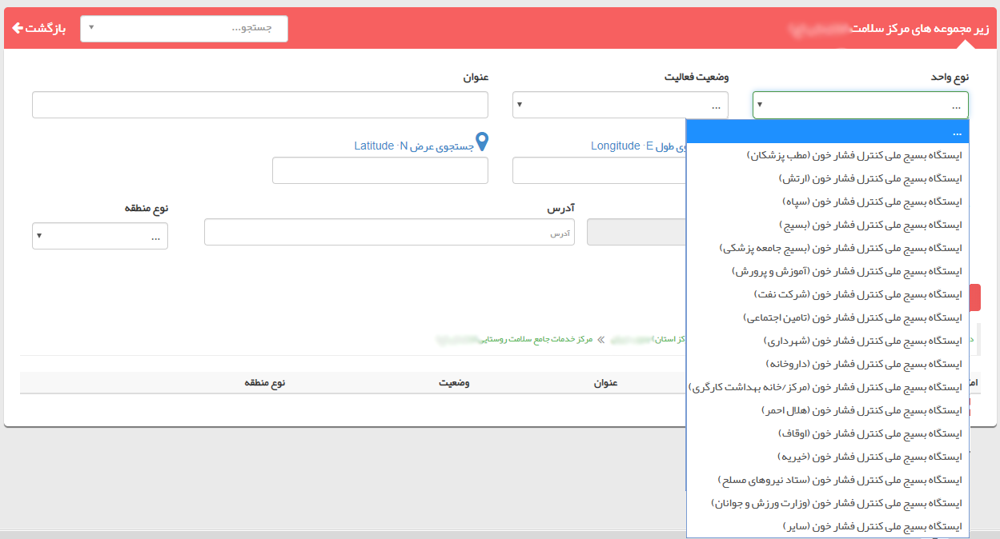 زیر مجموعه های مرکز سلامت
جستجو...
بازگشت
نوع واحد
وضعیت فعالیت
عنوان
...
...
...
ایستگاه بسیج ملی کنترل فشار خون (مطب پزشکان)
ایستگاه بسیج ملی کنترل فشار خون (ارتش)
ایستگاه بسیج ملی کنترل فشار خون (سپاه)
ایستگاه بسیج ملی کنترل فشار خون (بسیج)
ایستگاه بسیج ملی کنترل فشار خون (بسیج جامعه پزشکی)
ایستگاه بسیج ملی کنترل فشار خون (آموزش و پرورش)
ایستگاه بسیج ملی کنترل فشار خون (شرکت نفت)
ایستگاه بسیج ملی کنترل فشار خون (تامین اجتماعی)
ایستگاه بسیج ملی کنترل فشار خون (شهرداری)
ایستگاه بسیج ملی کنترل فشار خون (داروخانه)
ایستگاه بسیج ملی کنترل فشار خون (مرکز/خانه بهداشت کارگری)
ایستگاه بسیج ملی کنترل فشار خون (هلال احمر)
ایستگاه بسیج ملی کنترل فشار خون (اوقاف)
ایستگاه بسیج ملی کنترل فشار خون (خیریه)
ایستگاه بسیج ملی کنترل فشار خون (ستاد نیروهای مسلح)
ایستگاه بسیج ملی کنترل فشار خون (وزارت ورزش و جوانان)
ایستگاه بسیج ملی کنترل فشار خون (سایر)
طول Longitude °E
جستجوی عرض Latitude °N
آدرس
نوع منطقه
آدرس
...
استان
» مرکز خدمات جامع سلامت روستایی
عنوان
وضعیت
نوع منطقه